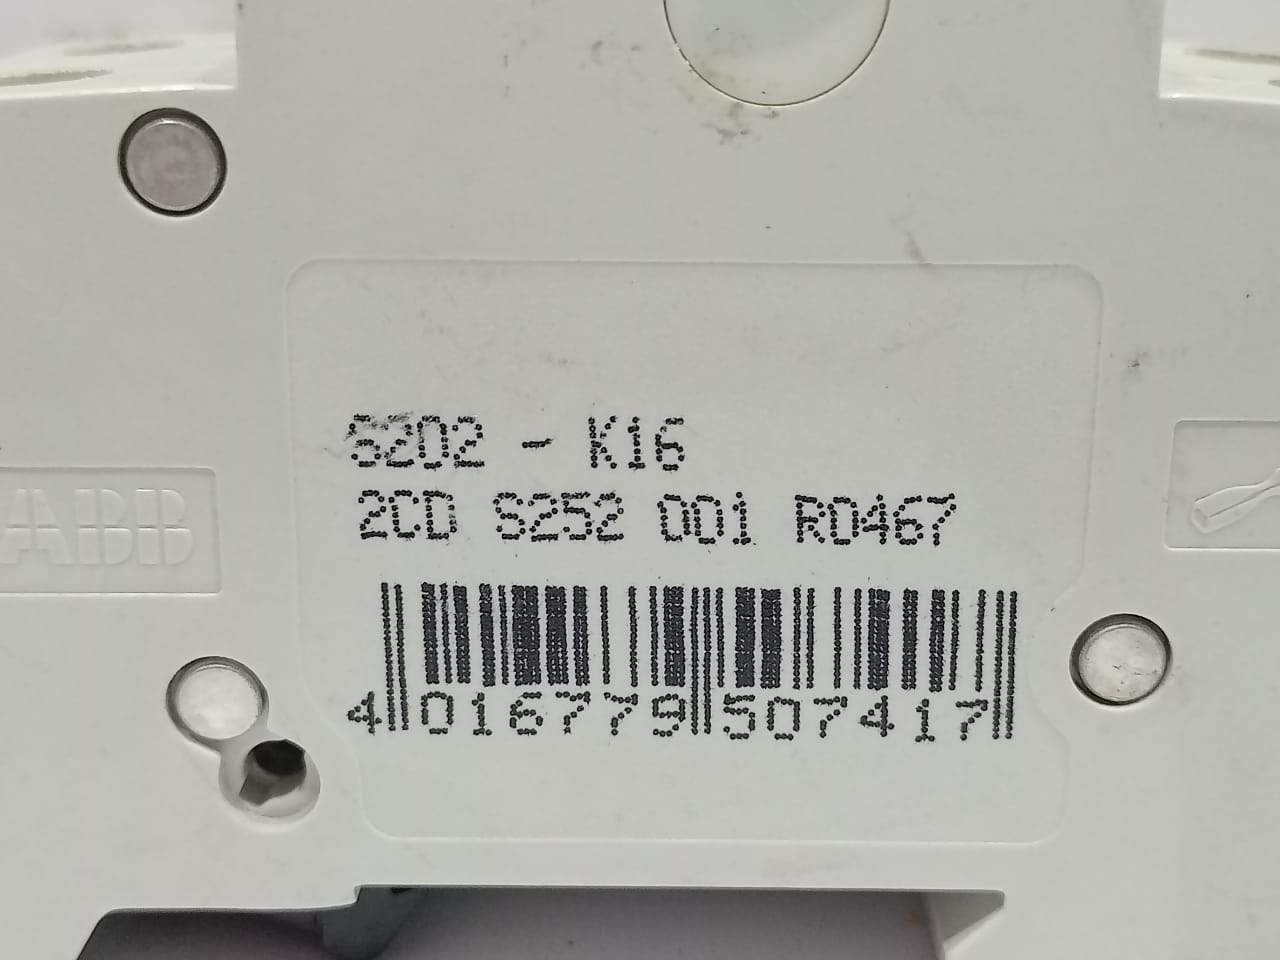 S202 - K16
2CD S252 001 R0467
4 016779 507417
ABB